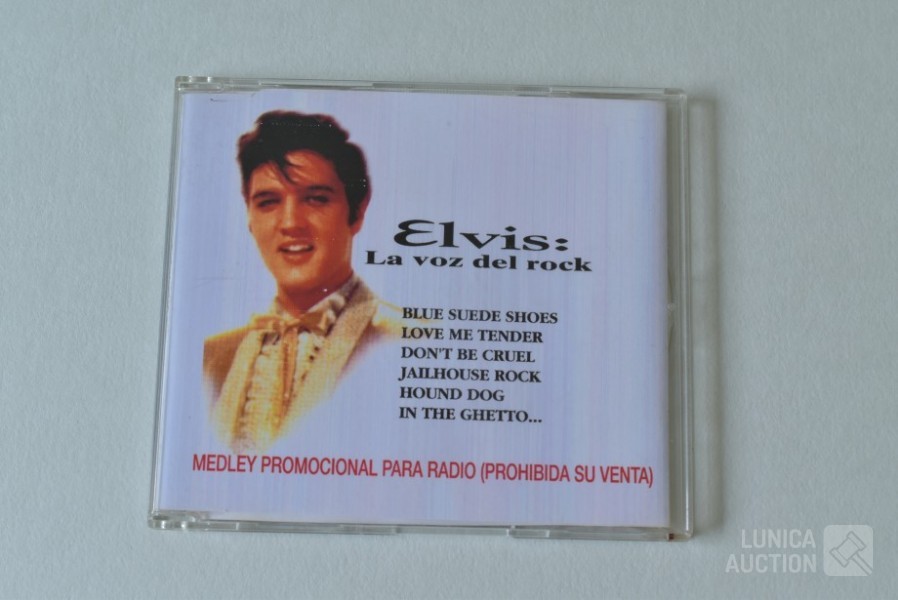 Elvis:
La voz del rock
BLUE SUEDE SHOES
LOVE ME TENDER
DON'T BE CRUEL
JAILHOUSE ROCK
HOUND DOG
IN THE GHETTO...
MEDLEY PROMOCIONAL PARA RADIO (PROHIBIDA SU VENTA)
LUNICA
AUCTION